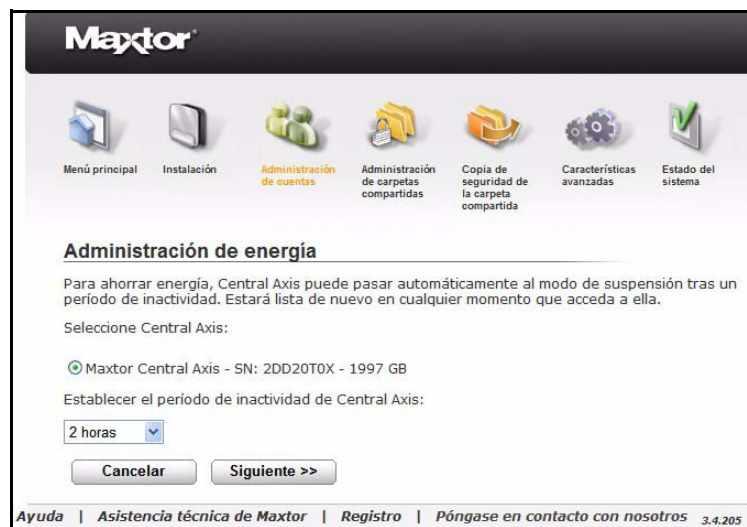 Maxtor
Menú principal
Instalación
Administración
de cuentas
Administración
de carpetas
compartidas
Copia de
seguridad de
la carpeta
compartida
Características
avanzadas
Estado del
sistema
Administración de energía
Para ahorrar energía, Central Axis puede pasar automáticamente al modo de suspensión tras un
período de inactividad. Estará lista de nuevo en cualquier momento que acceda a ella.
Seleccione Central Axis:
Maxtor Central Axis - SN: 2DD20T0X - 1997 GB
Establecer el período de inactividad de Central Axis:
2 horas
Cancelar Siguiente >>
Ayuda | Asistencia técnica de Maxtor | Registro | Póngase en contacto con nosotros 3.4.205